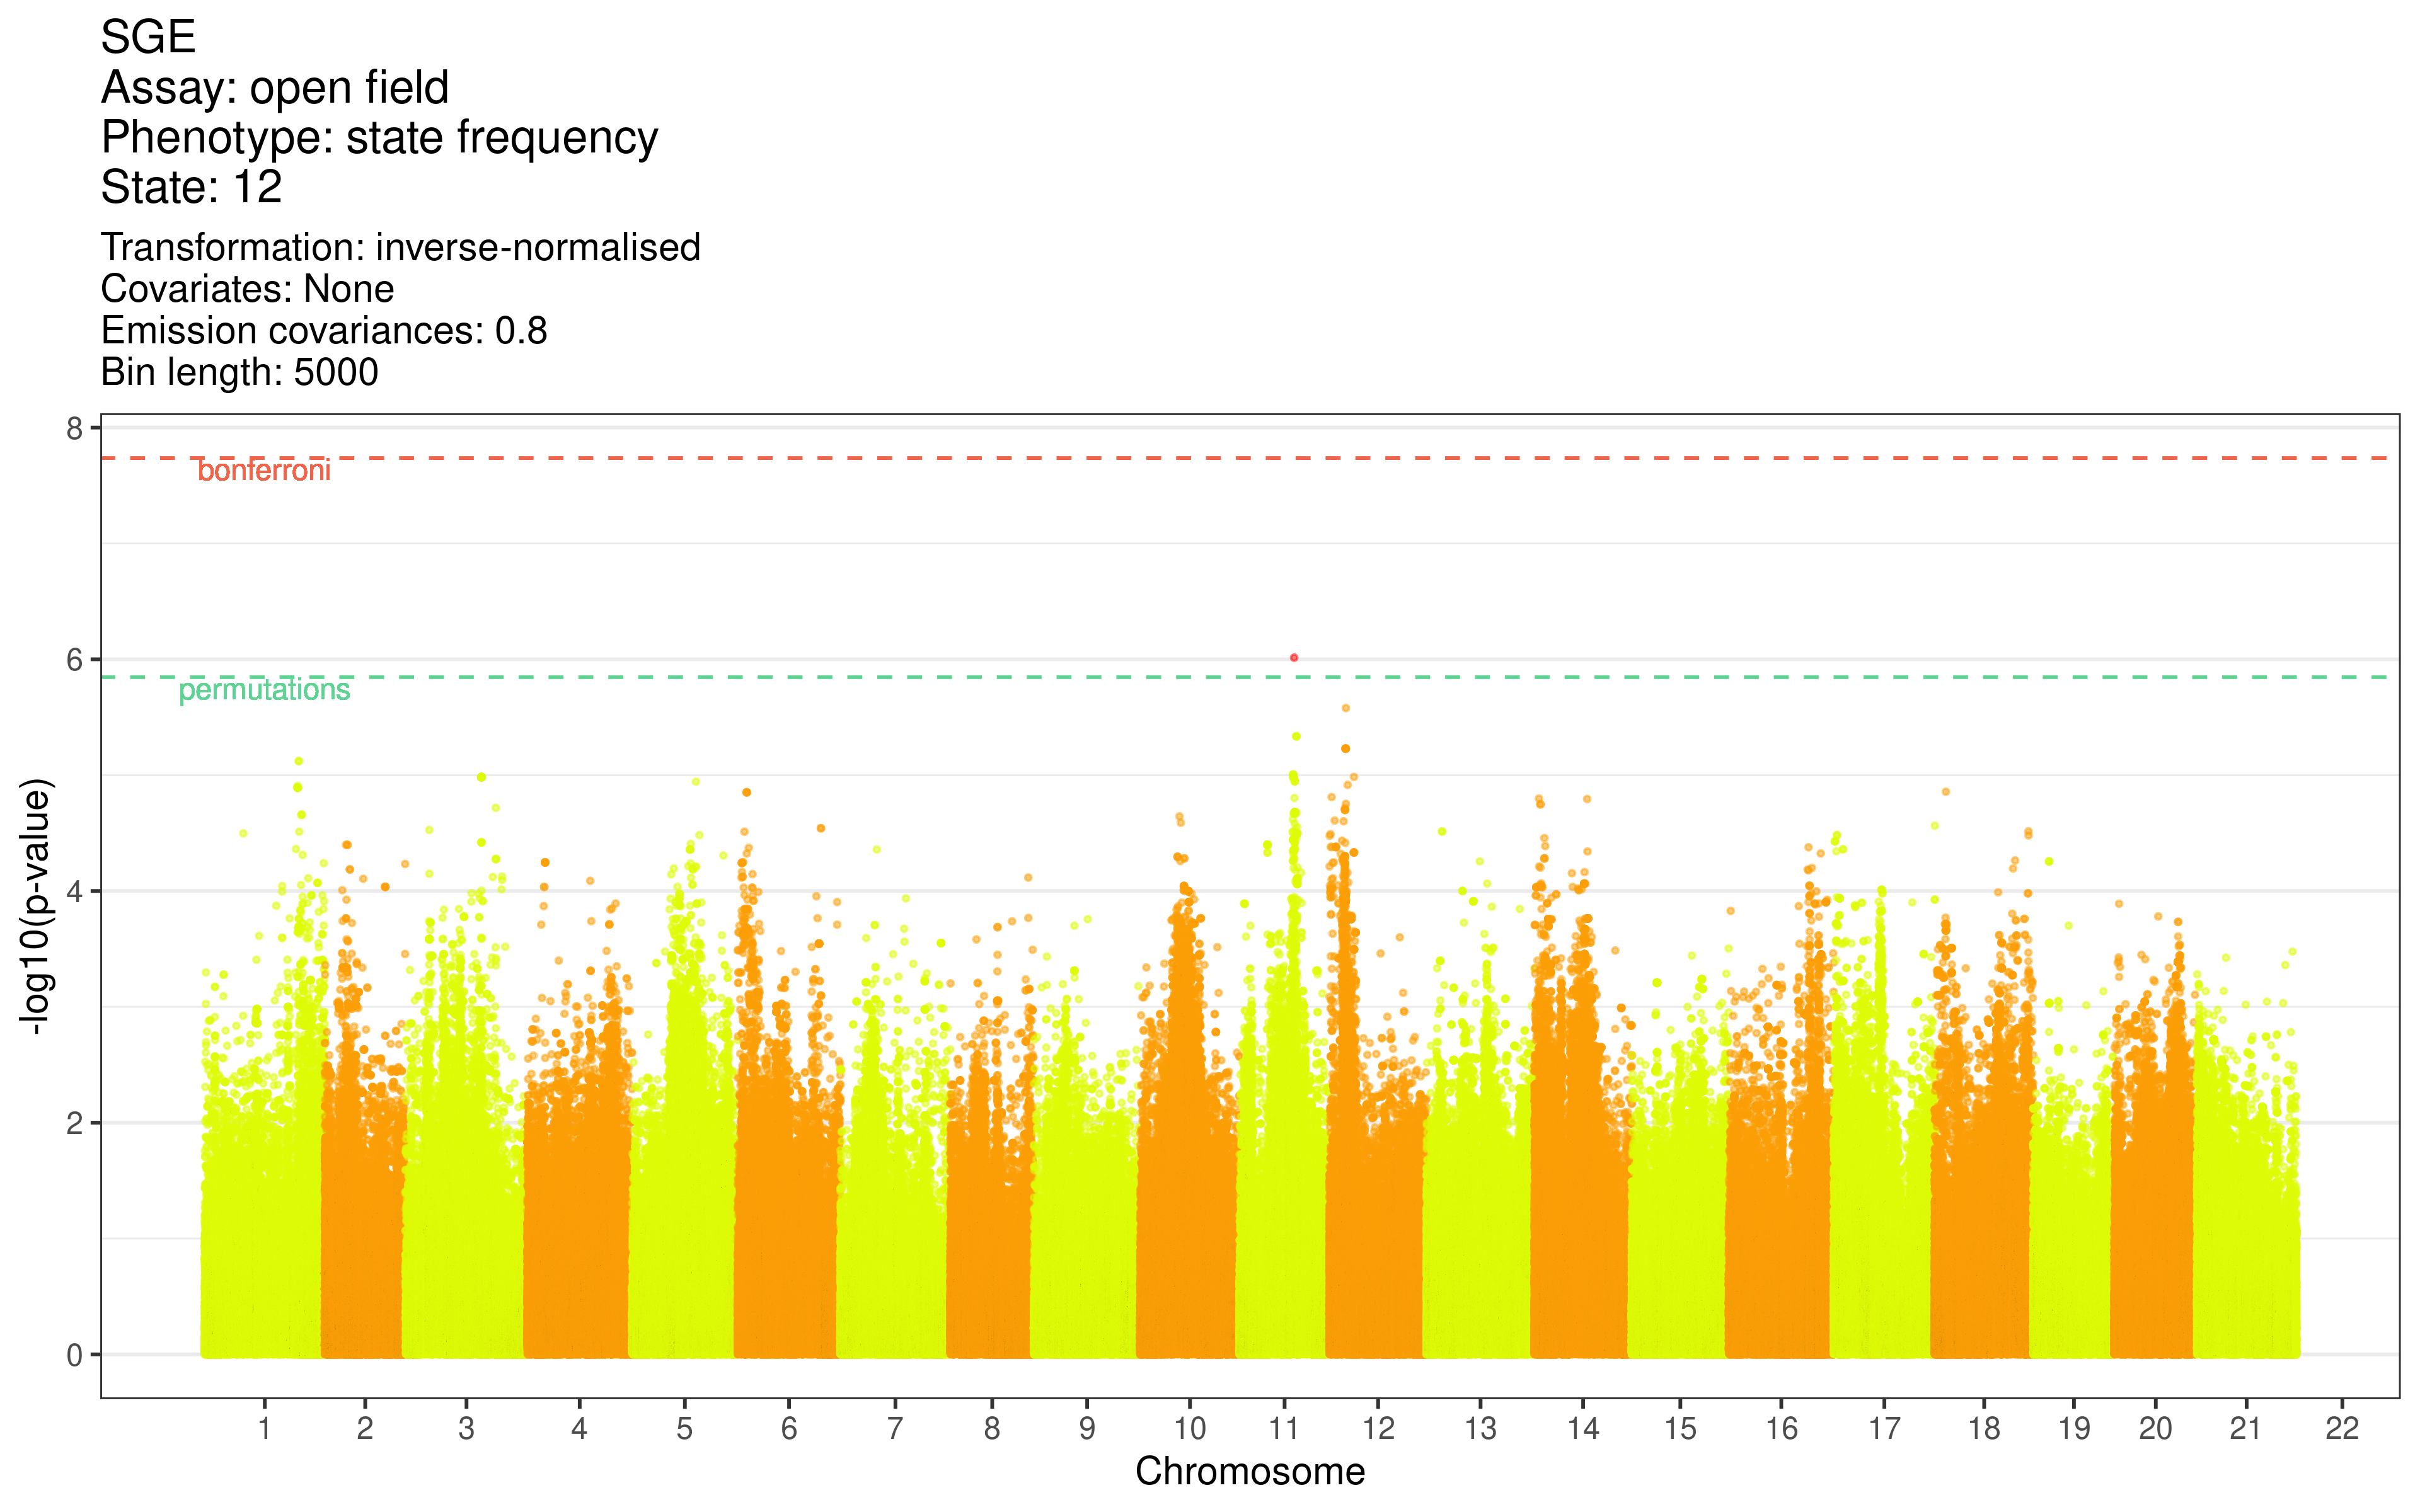 SGE
Assay: open field
Phenotype: state frequency
State: 12
Transformation: inverse-normalised
Covariates: None
Emission covariances: 0.8
Bin length: 5000
8
bonferroni
6
permutations
4
2
0
-log10(p-value)
1 2 3 4 5 6 7 8 9 10 11 12 13 14 15 16 17 18 19 20 21 22
Chromosome